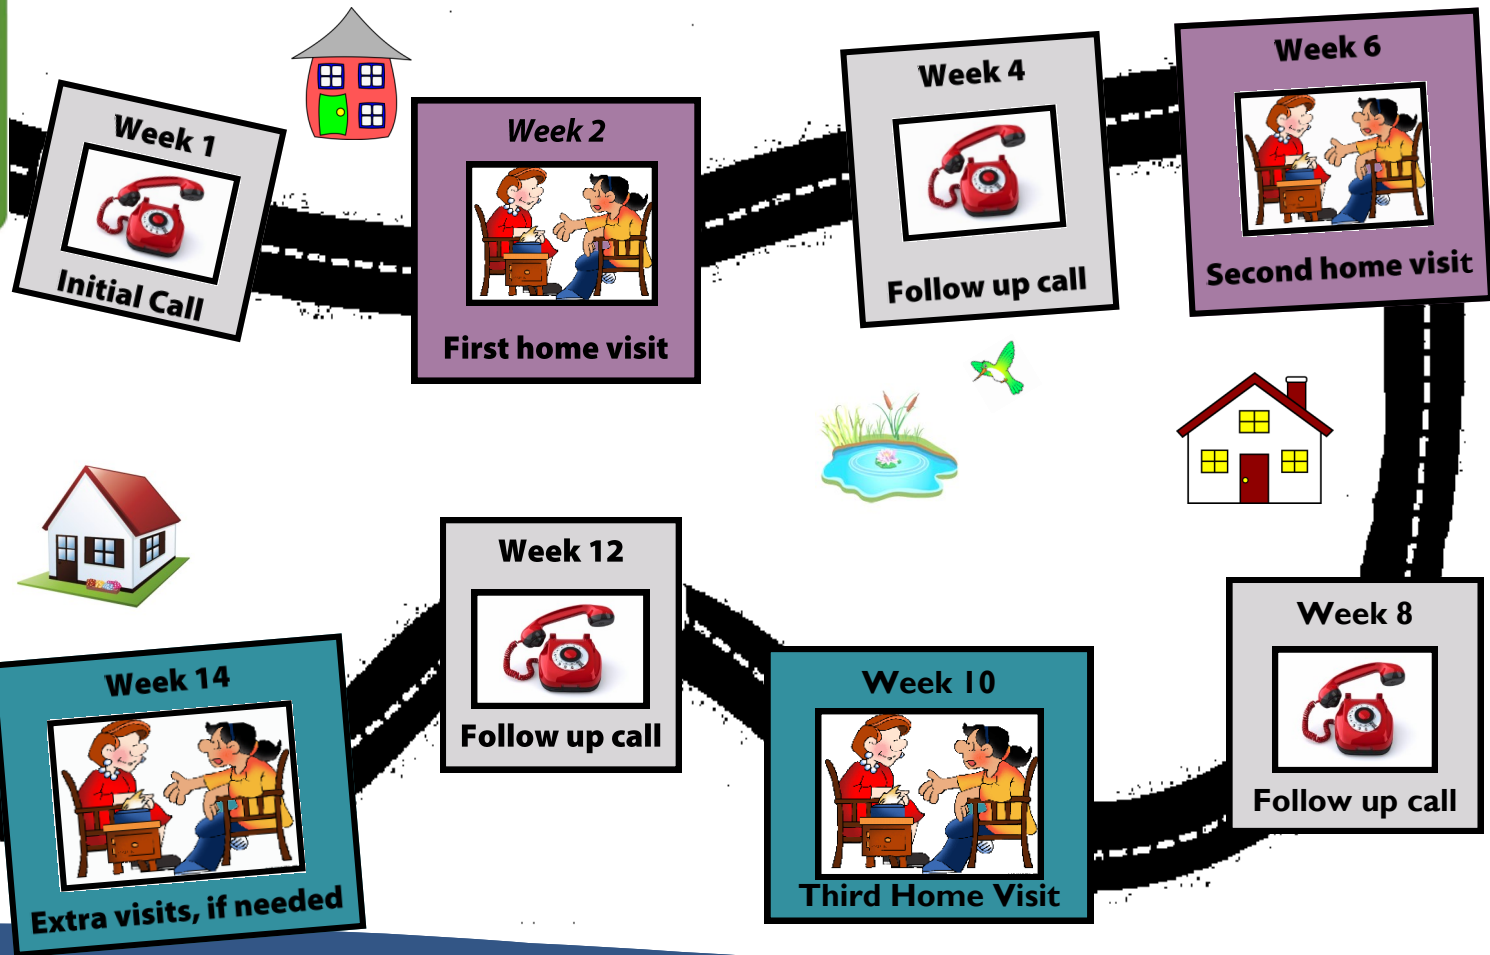 Week 1
Initial Call
Week 2
First home visit
Week 4
Follow up call
Week 6
Second home visit
Week 8
Follow up call
Week 10
Third Home Visit
Week 12
Follow up call
Week 14
Extra visits, if needed